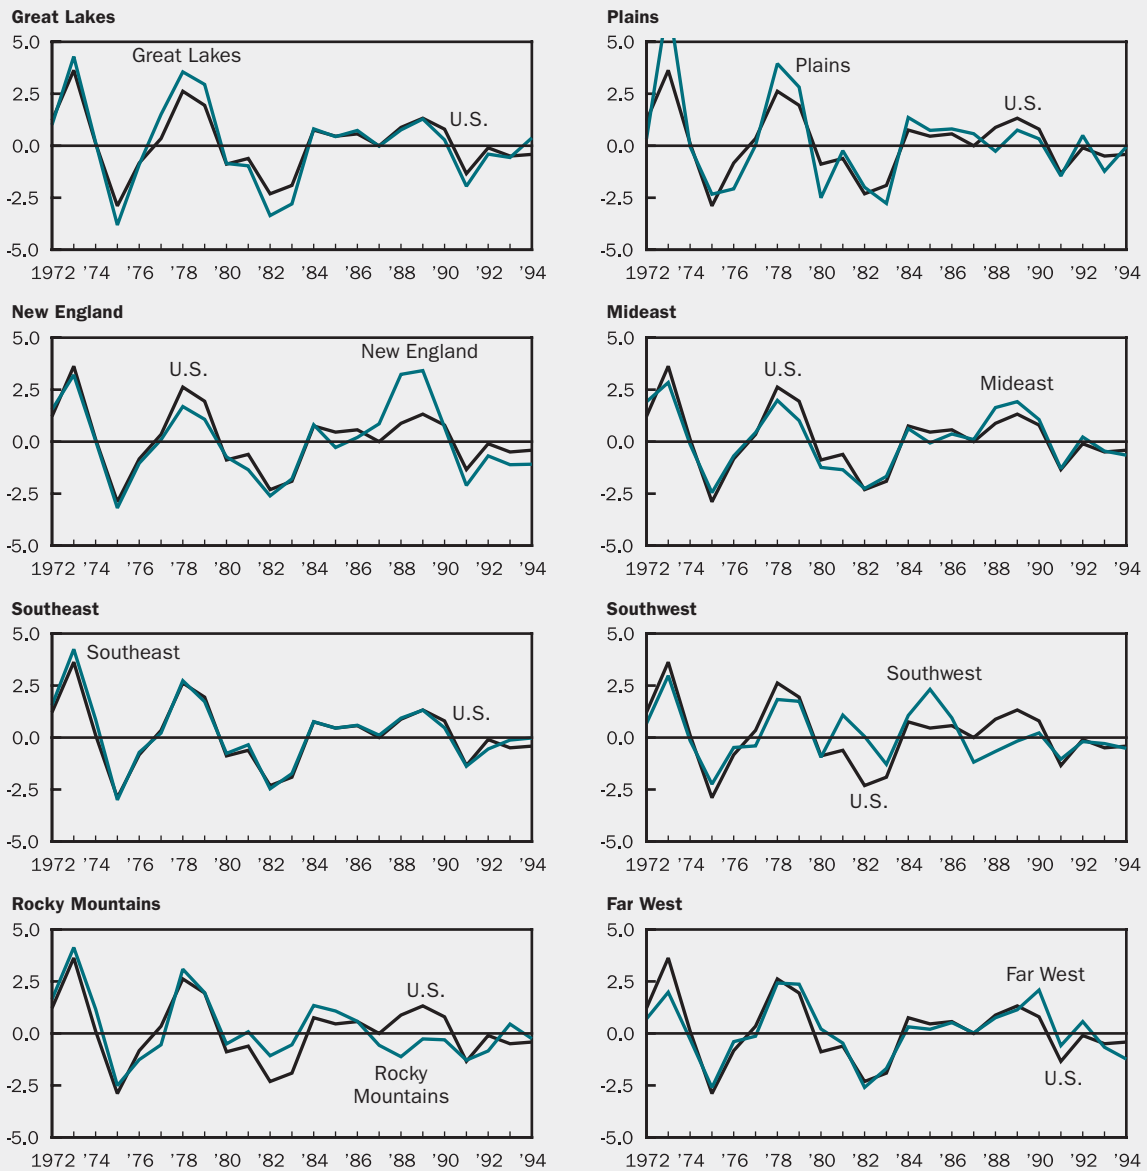 Great Lakes
5.0
2.5
0.0
-2.5
-5.0
Great Lakes
U.S.
1972 ’74 ’76 ’78 ’80 ’82 ’84 ’86 ’88 ’90 ’92 ’94
Plains
5.0
2.5
0.0
-2.5
-5.0
Plains
U.S.
1972 ’74 ’76 ’78 ’80 ’82 ’84 ’86 ’88 ’90 ’92 ’94
New England
5.0
2.5
0.0
-2.5
-5.0
U.S.
New England
1972 ’74 ’76 ’78 ’80 ’82 ’84 ’86 ’88 ’90 ’92 ’94
Mideast
5.0
2.5
0.0
-2.5
-5.0
U.S.
Mideast
1972 ’74 ’76 ’78 ’80 ’82 ’84 ’86 ’88 ’90 ’92 ’94
Southeast
5.0
2.5
0.0
-2.5
-5.0
Southeast
U.S.
1972 ’74 ’76 ’78 ’80 ’82 ’84 ’86 ’88 ’90 ’92 ’94
Southwest
5.0
2.5
0.0
-2.5
-5.0
Southwest
U.S.
1972 ’74 ’76 ’78 ’80 ’82 ’84 ’86 ’88 ’90 ’92 ’94
Rocky Mountains
5.0
2.5
0.0
-2.5
-5.0
U.S.
Rocky
Mountains
1972 ’74 ’76 ’78 ’80 ’82 ’84 ’86 ’88 ’90 ’92 ’94
Far West
5.0
2.5
0.0
-2.5
-5.0
Far West
U.S.
1972 ’74 ’76 ’78 ’80 ’82 ’84 ’86 ’88 ’90 ’92 ’94